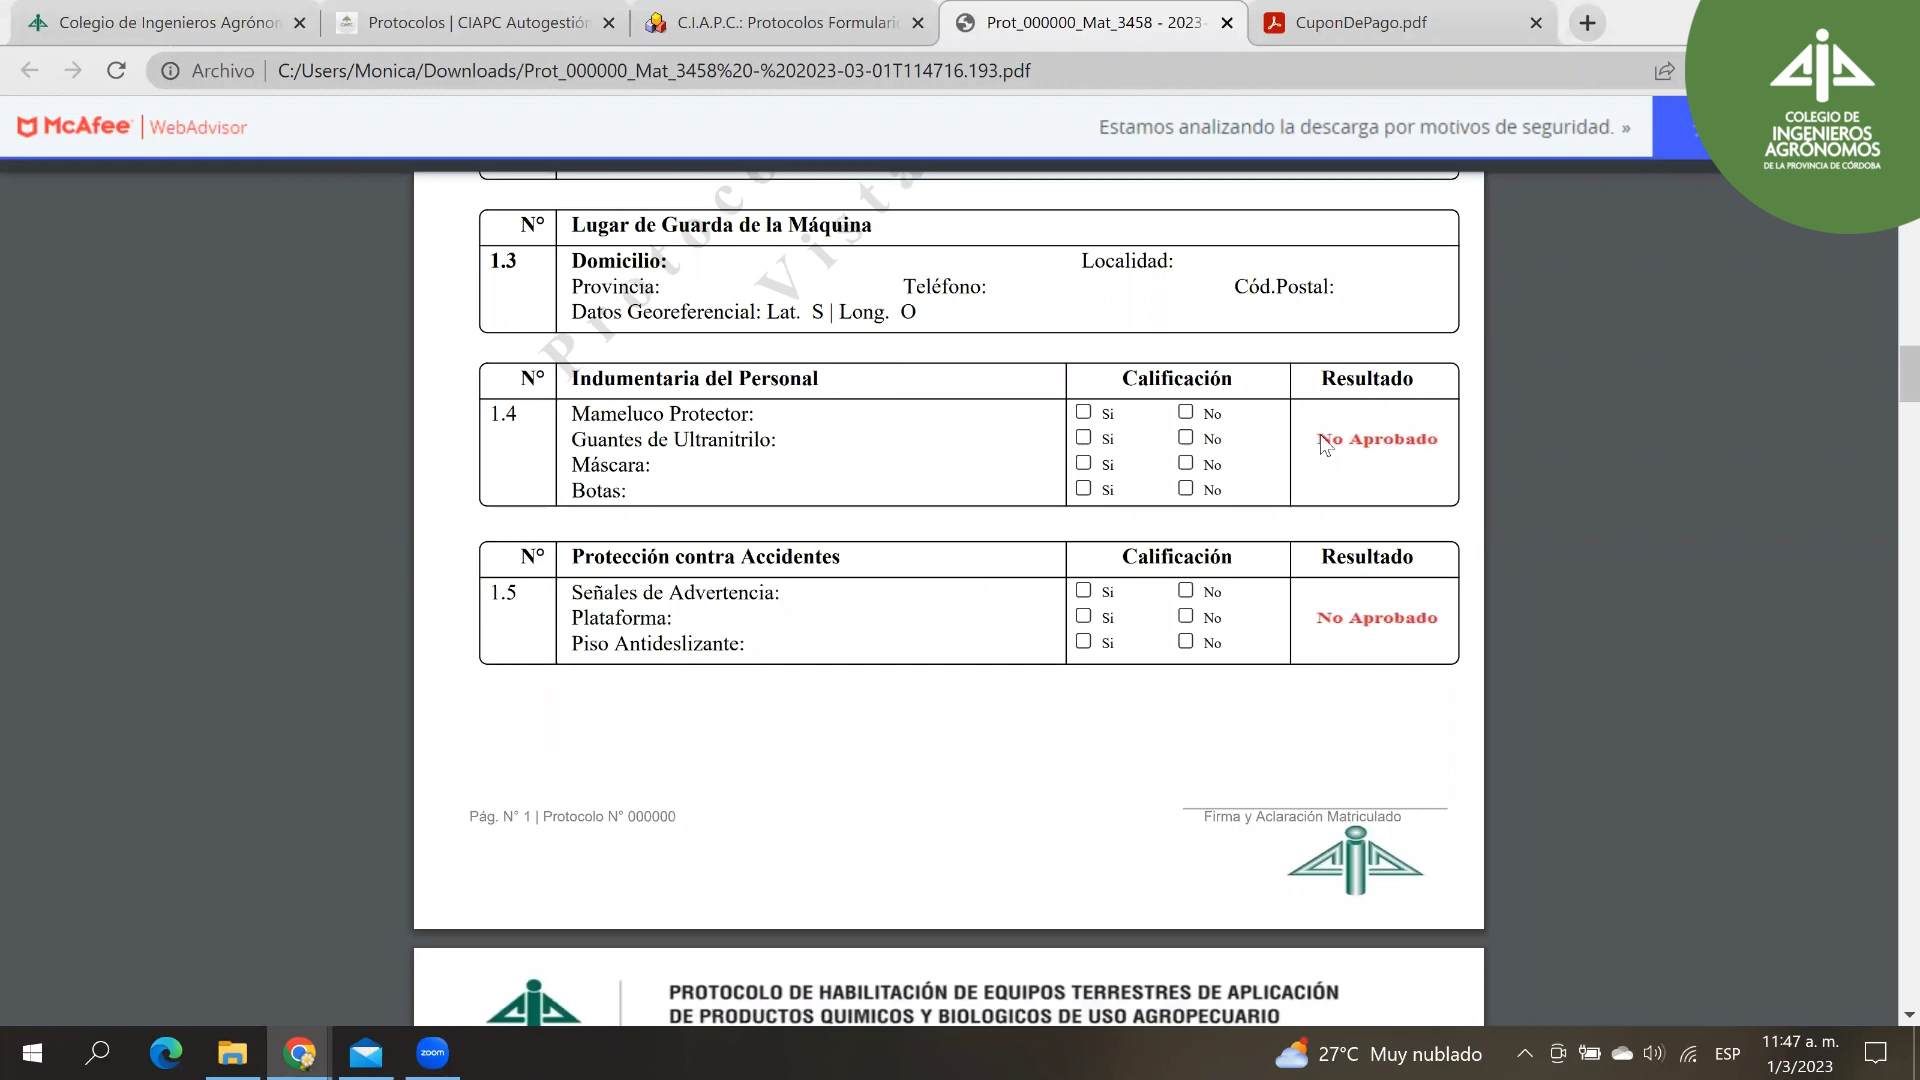 Colegio de Ingenieros Agrónon
Protocolos | CIAPC Autogestión
C.I.A.P.C.: Protocolos Formulari
Prot_000000_Mat_3458 - 2023-
CuponDePago.pdf
Archivo
C:/Users/Monica/Downloads/Prot_000000_Mat_3458%20-%202023-03-01T114716.193.pdf
McAfee | WebAdvisor
Estamos analizando la descarga por motivos de seguridad. »
COLEGIO DE
INGENIEROS
AGRÓNOMOS
DE LA PROVINCIA DE CÓRDOBA
Protoco
Vista
N° Lugar de Guarda de la Máquina
1.3 Domicilio: Localidad:
Provincia: Teléfono: Cód.Postal:
Datos Georeferencial: Lat. S | Long. O
N° Indumentaria del Personal Calificación Resultado
1.4 Mameluco Protector: Si No
Guantes de Ultranitrilo: Si No No Aprobado
Máscara: Si No
Botas: Si No
N° Protección contra Accidentes Calificación Resultado
1.5 Señales de Advertencia: Si No
Plataforma: Si No No Aprobado
Piso Antideslizante: Si No
Pág. N° 1 | Protocolo N° 000000
Firma y Aclaración Matriculado
PROTOCOLO DE HABILITACIÓN DE EQUIPOS TERRESTRES DE APLICACIÓN
DE PRODUCTOS QUIMICOS Y BIOLOGICOS DE USO AGROPECUARIO
zoom
27°C Muy nublado
ESP
11:47 a. m.
1/3/2023